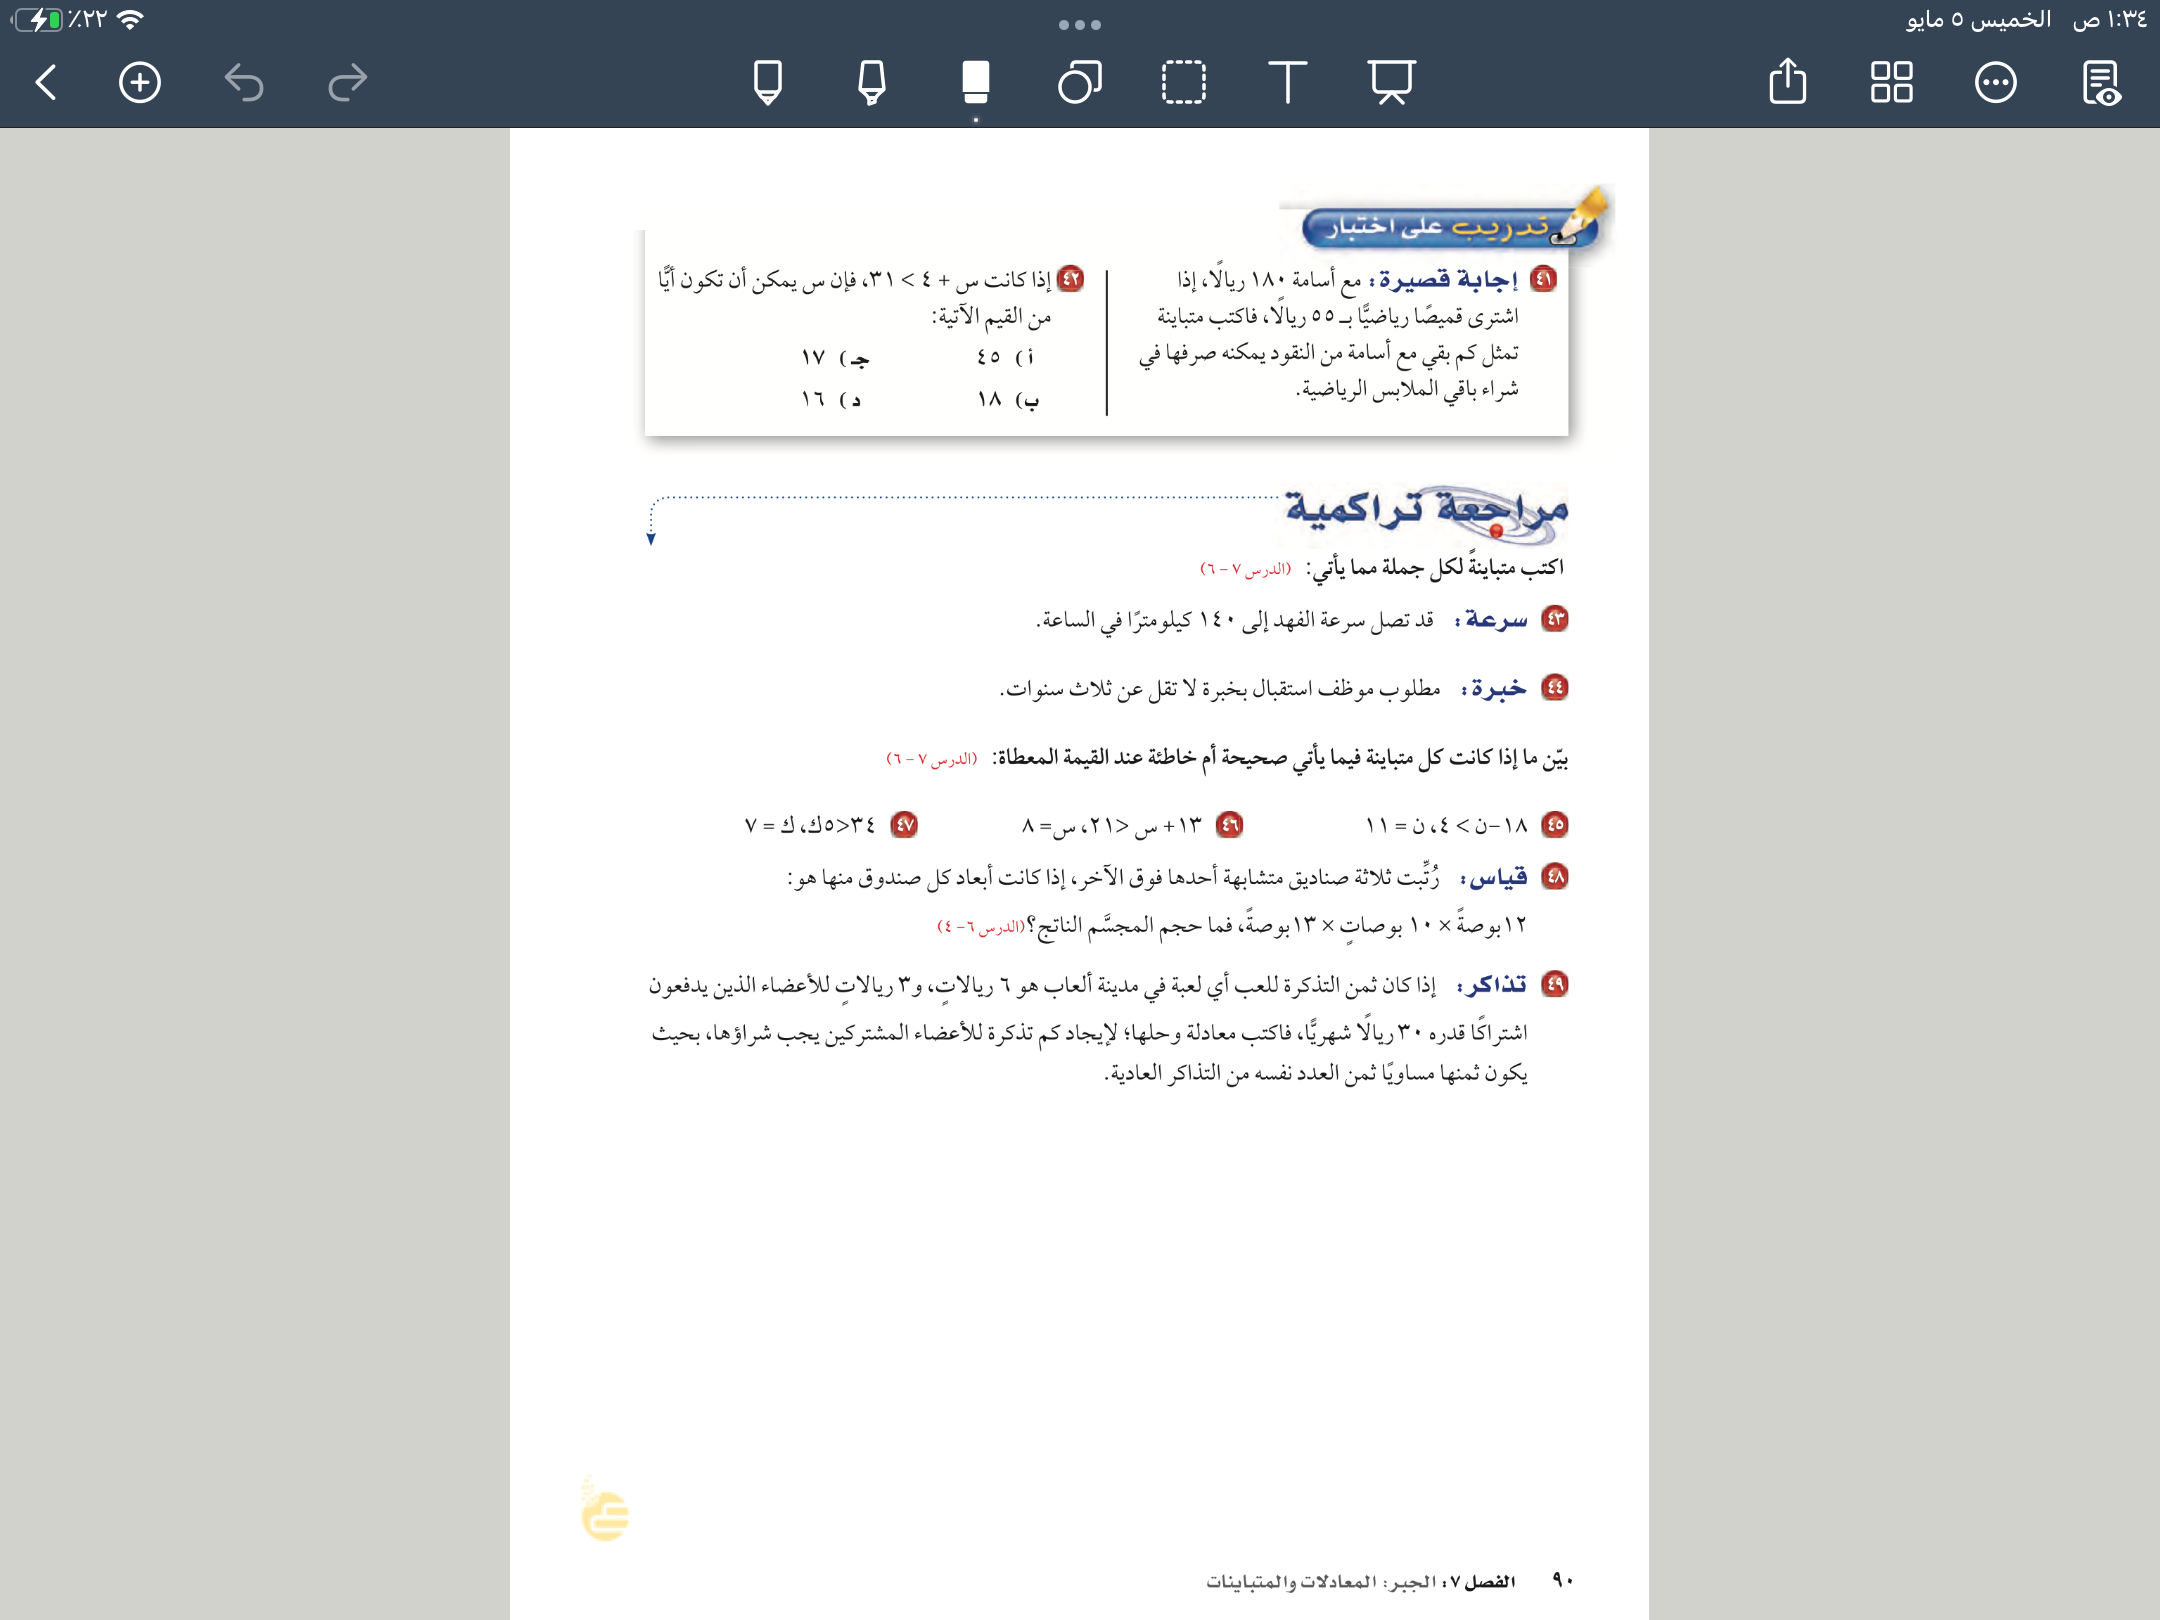 ١:٣٤ ص الخميس ٥ مايو
٪٢٢
تدريب على اختبار
٤١ إجابة قصيرة: مع أسامة ١٨٠ ريالًا، إذا
اشترى قميصًا رياضيًّا بـ ٥٥ ريالًا، فاكتب متباينة
تمثل كم بقي مع أسامة من النقود يمكنه صرفها في
شراء باقي الملابس الرياضية.
٤٢ إذا كانت س + ٤ > ٣١، فإن س يمكن أن تكون أيًّا
من القيم الآتية:
أ ) ٤٥ جـ ) ١٧
ب) ١٨ د ) ١٦
مراجعة تراكمية
اكتب متباينةً لكل جملة مما يأتي: (الدرس ٧ - ٦)
٤٣ سرعة: قد تصل سرعة الفهد إلى ١٤٠ كيلومترًا في الساعة.
٤٤ خبرة: مطلوب موظف استقبال بخبرة لا تقل عن ثلاث سنوات.
بيّن ما إذا كانت كل متباينة فيما يأتي صحيحة أم خاطئة عند القيمة المعطاة: (الدرس ٧ - ٦)
٤٥ ١٨-ن > ٤، ن = ١١ ٤٦ ١٣+ س <٢١، س= ٨ ٤٧ ٣٤<٥ك، ك = ٧
٤٨ قياس: رُتِّبت ثلاثة صناديق متشابهة أحدها فوق الآخر، إذا كانت أبعاد كل صندوق منها هو:
١٢بوصةً × ١٠ بوصاتٍ × ١٣بوصةً، فما حجم المجسَّم الناتج؟(الدرس ٦- ٤)
٤٩ تذاكر: إذا كان ثمن التذكرة للعب أي لعبة في مدينة ألعاب هو ٦ ريالاتٍ، و٣ ريالاتٍ للأعضاء الذين يدفعون
اشتراكًا قدره ٣٠ ريالًا شهريًّا، فاكتب معادلة وحلها؛ لإيجاد كم تذكرة للأعضاء المشتركين يجب شراؤها، بحيث
يكون ثمنها مساويًا ثمن العدد نفسه من التذاكر العادية.
٩٠ الفصل ٧: الجبر: المعادلات والمتباينات